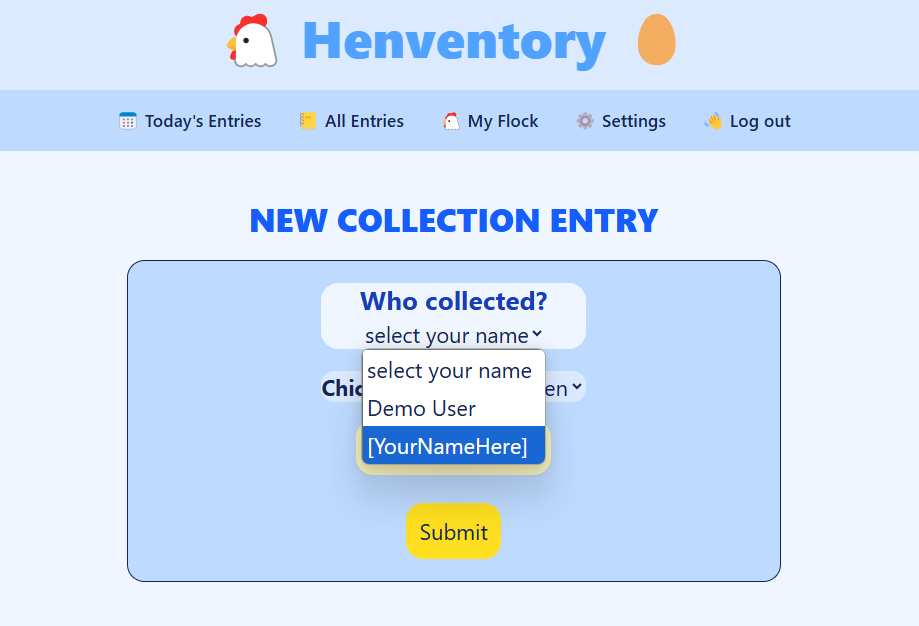 Henventory
Today's Entries All Entries My Flock Settings Log out
NEW COLLECTION ENTRY
Who collected?
select your name
select your name
Demo User
[YourNameHere]
Submit